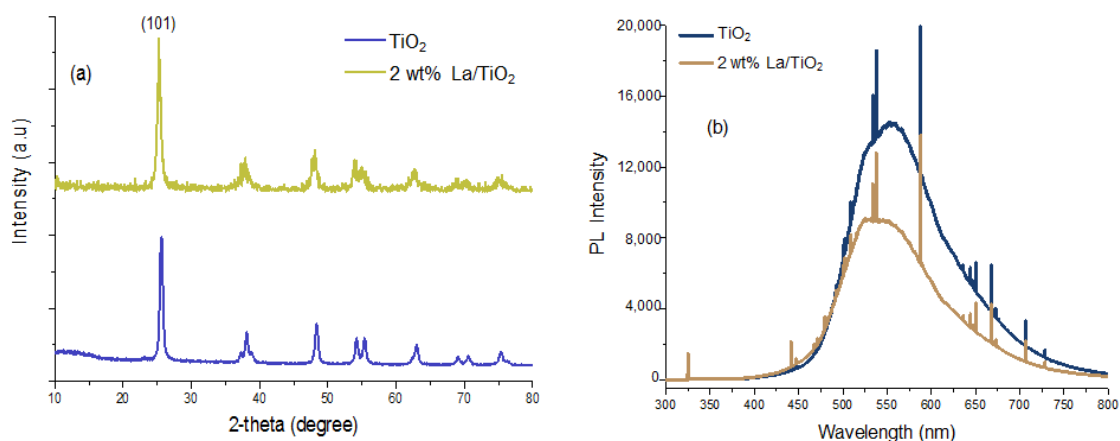 (101)
TiO₂
2 wt% La/TiO₂
(a)
Intensity (a.u)
10 20 30 40 50 60 70 80
2-theta (degree)
20,000
16,000
12,000
8,000
4,000
0
TiO₂
2 wt% La/TiO₂
(b)
PL Intensity
300 350 400 450 500 550 600 650 700 750 800
Wavelength (nm)